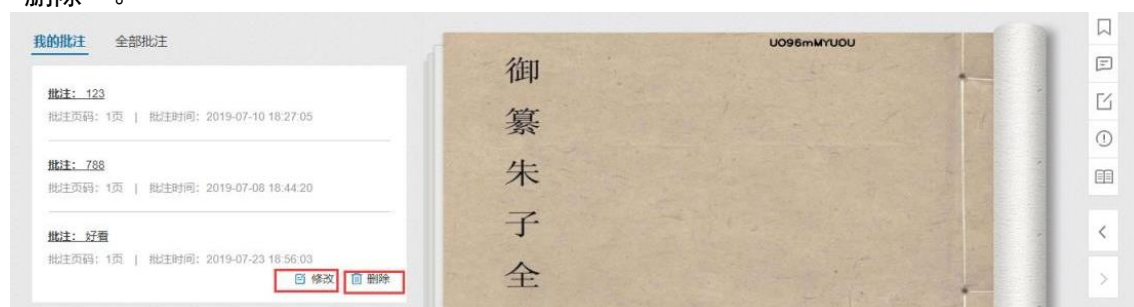 我的批注 全部批注
批注： 123
批注页码：1页 | 批注时间：2019-07-10 18:27:05
批注： 788
批注页码：1页 | 批注时间：2019-07-08 18:44:20
批注： 好看
批注页码：1页 | 批注时间：2019-07-23 18:56:03
修改 删除
UO96mMYUOU
御
纂
朱
子
全